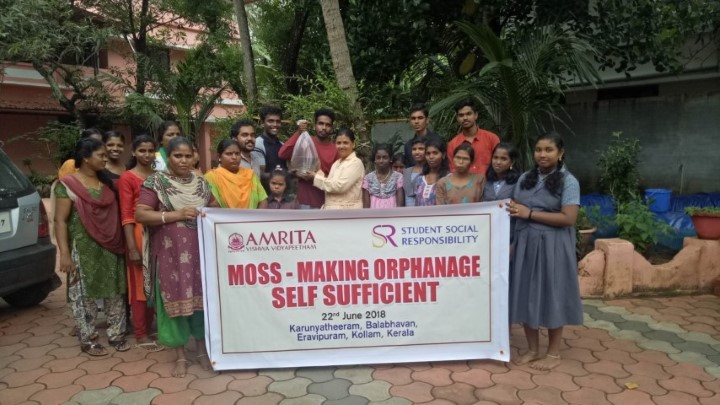 AMRITA
VISHWA VIDYAPEETHAM
SR
STUDENT SOCIAL
RESPONSIBILITY
MOSS - MAKING ORPHANAGE
SELF SUFFICIENT
22nd June 2018
Karunyatheeram, Balabhavan,
Eravipuram, Kollam, Kerala